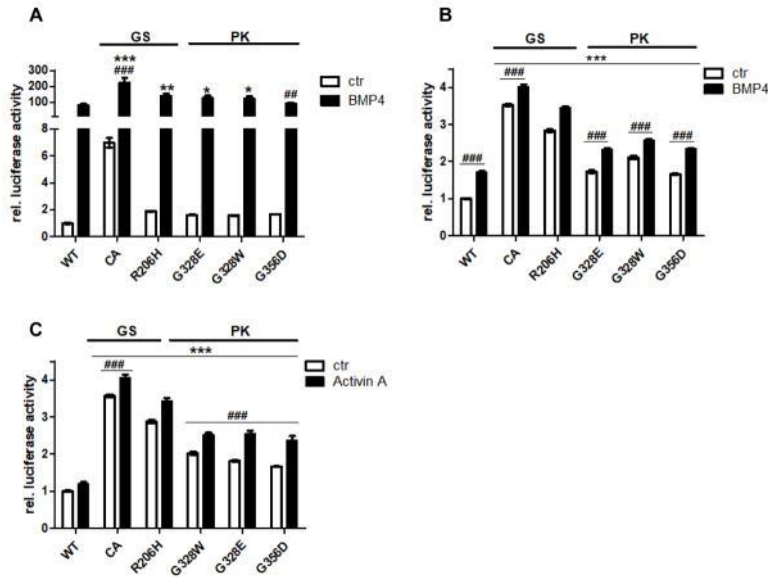 A
GS PK
***
###
** * * ##
300
200
100
8
6
4
2
0
rel. luciferase activity
ctr
BMP4
WT CA R206H G328E G328W G356D
B
GS PK
***
###
###
### ### ###
4
3
2
1
0
rel. luciferase activity
ctr
BMP4
WT CA R206H G328E G328W G356D
C
GS PK
***
###
###
4
3
2
1
0
rel. luciferase activity
ctr
Activin A
WT CA R206H G328W G328E G356D